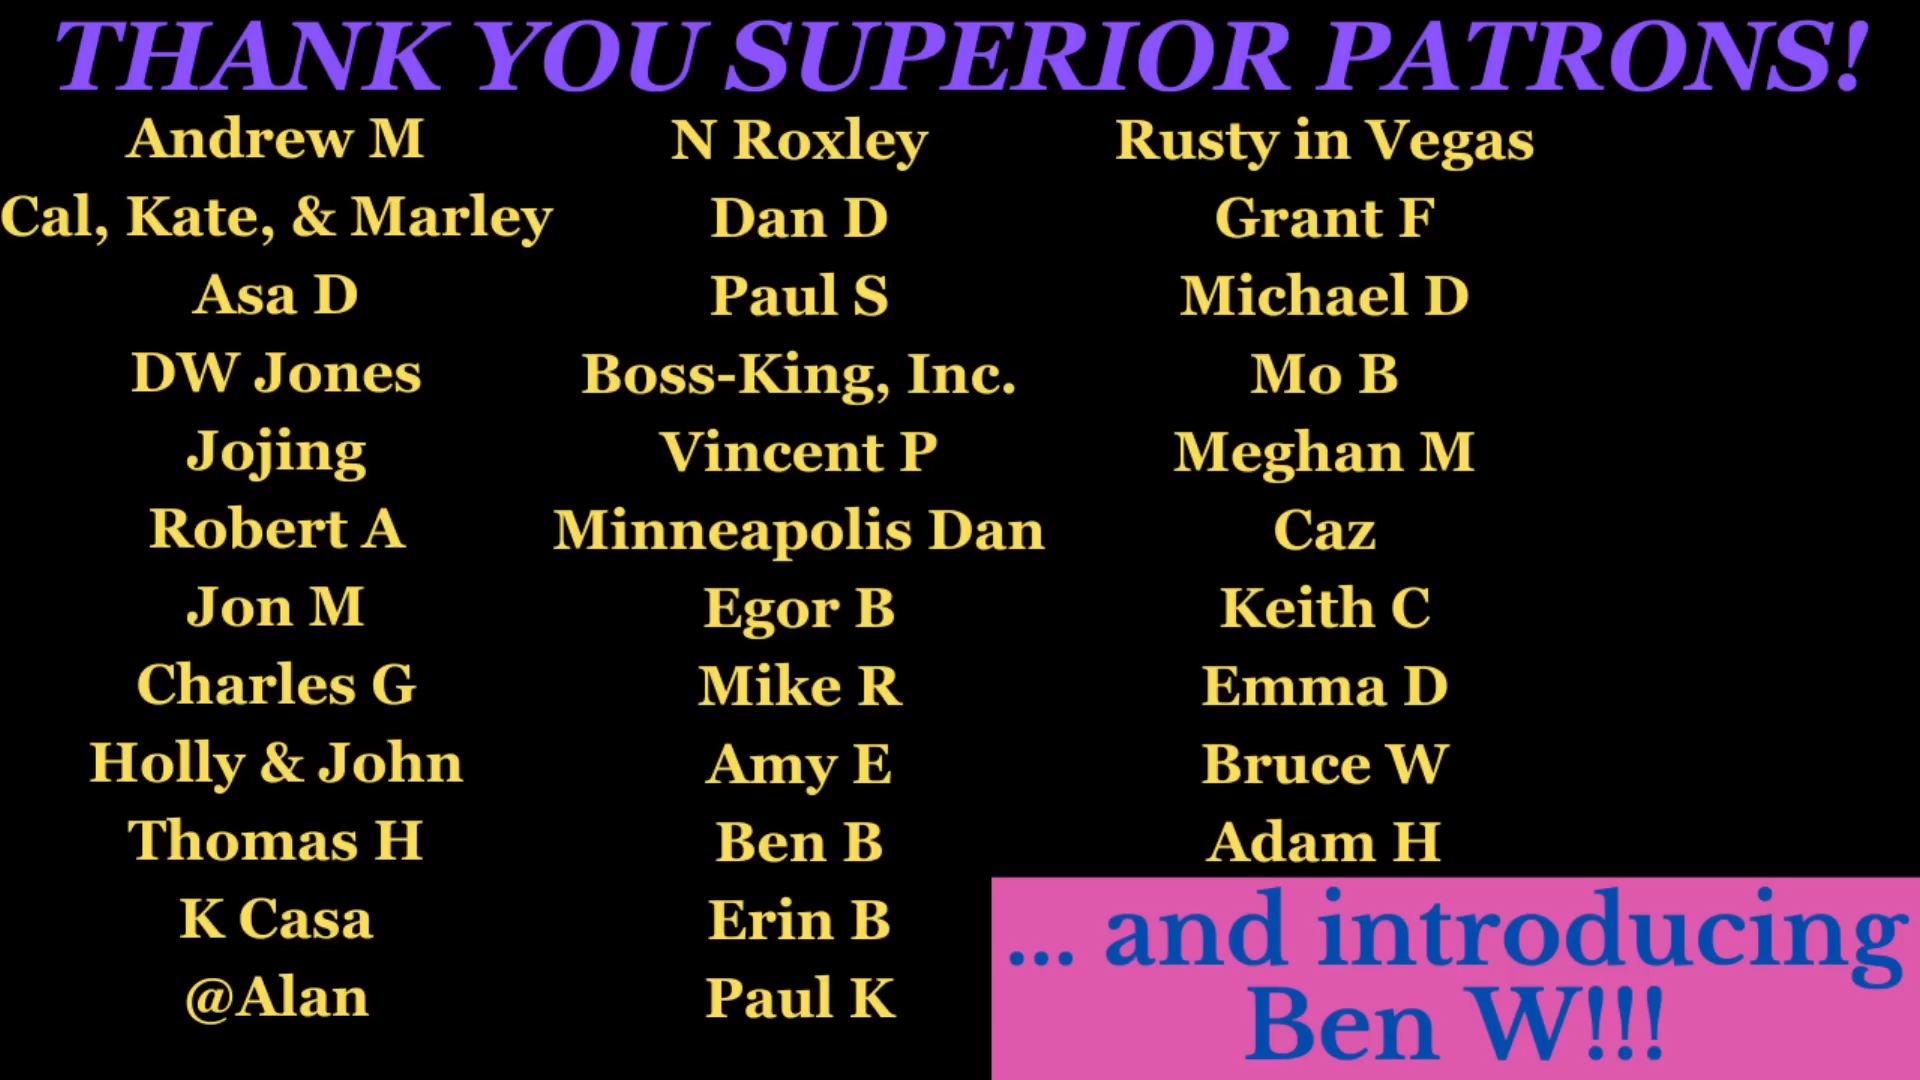 THANK YOU SUPERIOR PATRONS!
Andrew M
Cal, Kate, & Marley
Asa D
DW Jones
Jojing
Robert A
Jon M
Charles G
Holly & John
Thomas H
K Casa
@Alan
N Roxley
Dan D
Paul S
Boss-King, Inc.
Vincent P
Minneapolis Dan
Egor B
Mike R
Amy E
Ben B
Erin B
Paul K
Rusty in Vegas
Grant F
Michael D
Mo B
Meghan M
Caz
Keith C
Emma D
Bruce W
Adam H
... and introducing
Ben W!!!